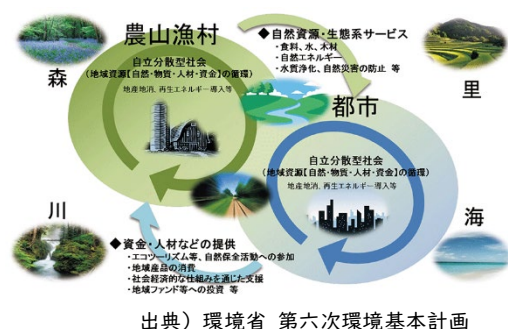 農山漁村
森
自立分散型社会
(地域資源【自然・物質・人材・資金】の循環)
地産地消、再生エネルギー導入等
◆自然資源・生態系サービス
・食料、水、木材
・自然エネルギー
・水質浄化、自然災害の防止 等
里
都市
自立分散型社会
(地域資源【自然・物質・人材・資金】の循環)
地産地消、再生エネルギー導入等
川
◆資金・人材などの提供
・エコツーリズム等、自然保全活動への参加
・地域産品の消費
・社会経済的な仕組みを通じた支援
・地域ファンド等への投資 等
海
出典）環境省 第六次環境基本計画